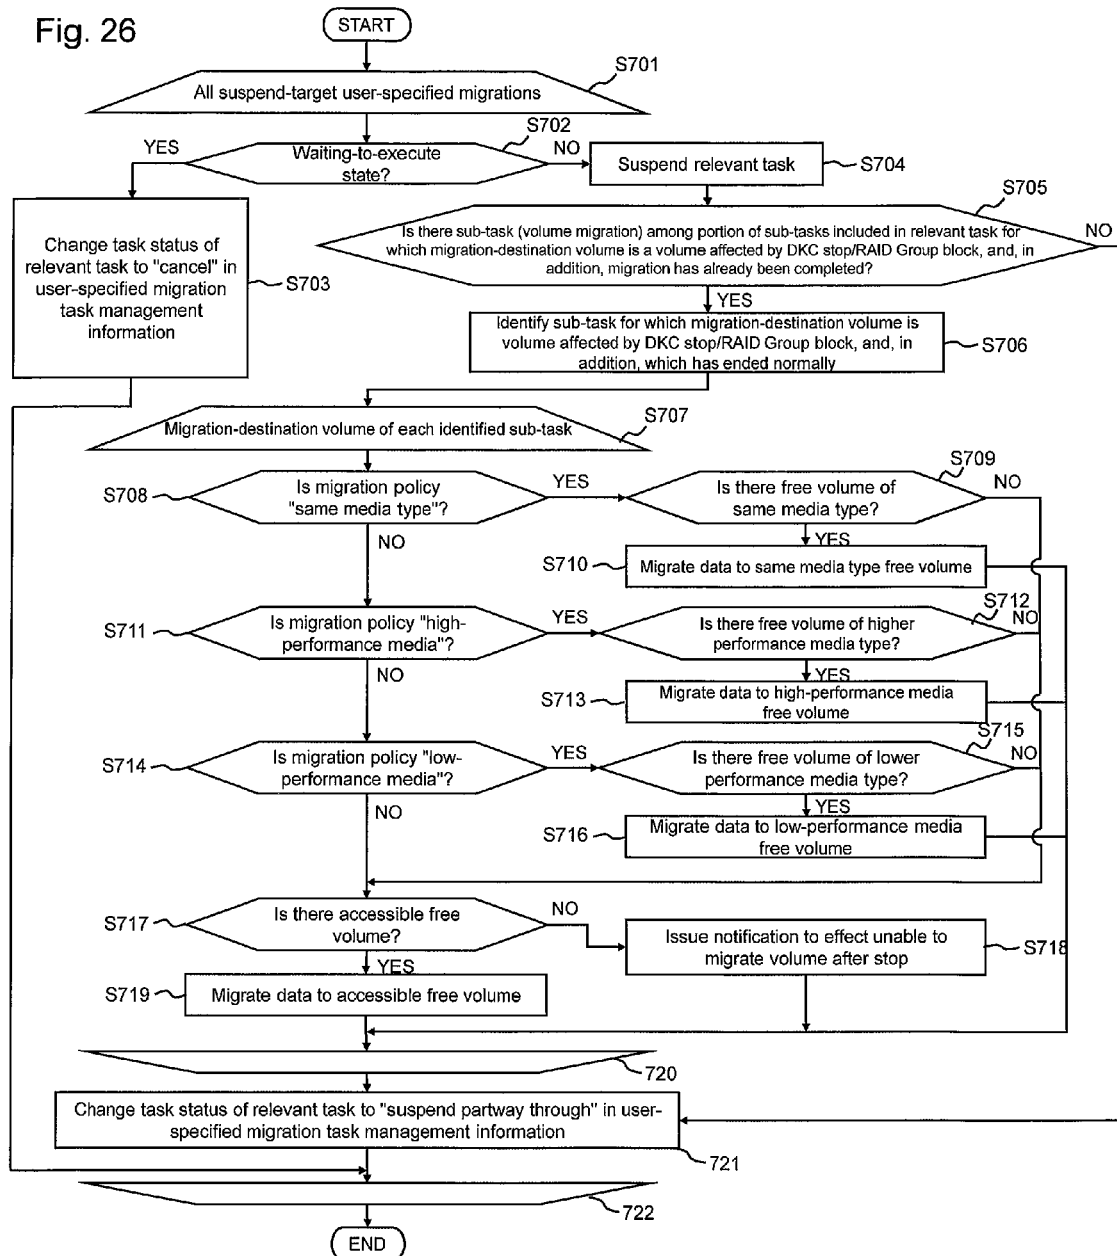 Fig. 26
START
S701
All suspend-target user-specified migrations
S702
YES
Waiting-to-execute
state?
NO
Suspend relevant task
S704
S705
Change task status of
relevant task to "cancel" in
user-specified migration
task management
information
S703
Is there sub-task (volume migration) among portion of sub-tasks included in relevant task for
which migration-destination volume is a volume affected by DKC stop/RAID Group block, and, in
addition, migration has already been completed?
NO
YES
Identify sub-task for which migration-destination volume is
volume affected by DKC stop/RAID Group block, and, in
addition, which has ended normally
S706
S707
Migration-destination volume of each identified sub-task
S708
Is migration policy
"same media type"?
YES
S709
Is there free volume of
same media type?
NO
NO
YES
S710
Migrate data to same media type free volume
S711
Is migration policy "high-
performance media"?
YES
S712
Is there free volume of higher
performance media type?
NO
NO
YES
S713
Migrate data to high-performance media
free volume
S714
Is migration policy "low-
performance media"?
YES
S715
Is there free volume of lower
performance media type?
NO
NO
YES
S716
Migrate data to low-performance media
free volume
S717
Is there accessible free
volume?
NO
Issue notification to effect unable to
migrate volume after stop
S718
YES
S719
Migrate data to accessible free volume
720
Change task status of relevant task to "suspend partway through" in user-
specified migration task management information
721
722
END